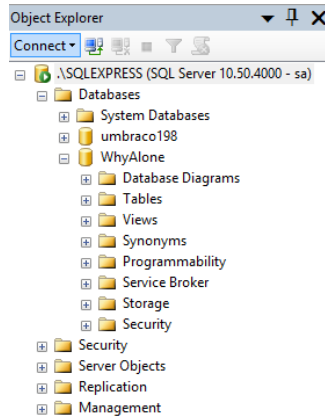 Object Explorer
Connect
.\SQLEXPRESS (SQL Server 10.50.4000 - sa)
Databases
System Databases
umbraco198
WhyAlone
Database Diagrams
Tables
Views
Synonyms
Programmability
Service Broker
Storage
Security
Security
Server Objects
Replication
Management